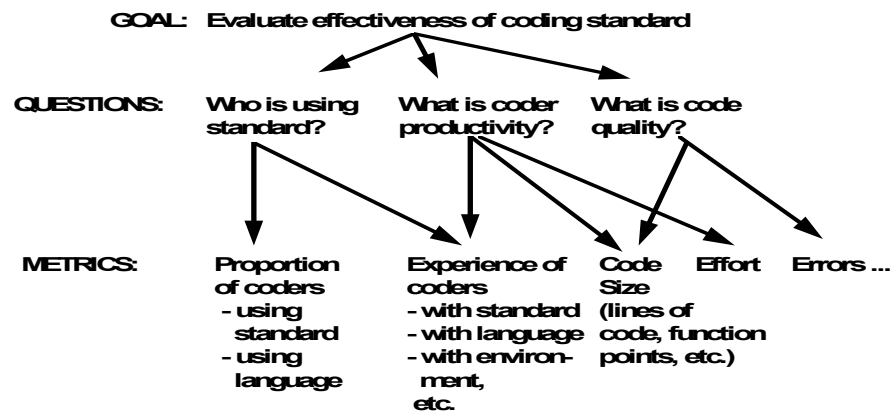 GOAL: Evaluate effectiveness of coding standard
QUESTIONS: Who is using What is coder What is code
standard? productivity? quality?
METRICS: Proportion Experience of Code Effort Errors ...
of coders coders Size
- using - with standard (lines of
standard - with language code, function
- using - with environ- points, etc.)
language ment,
etc.